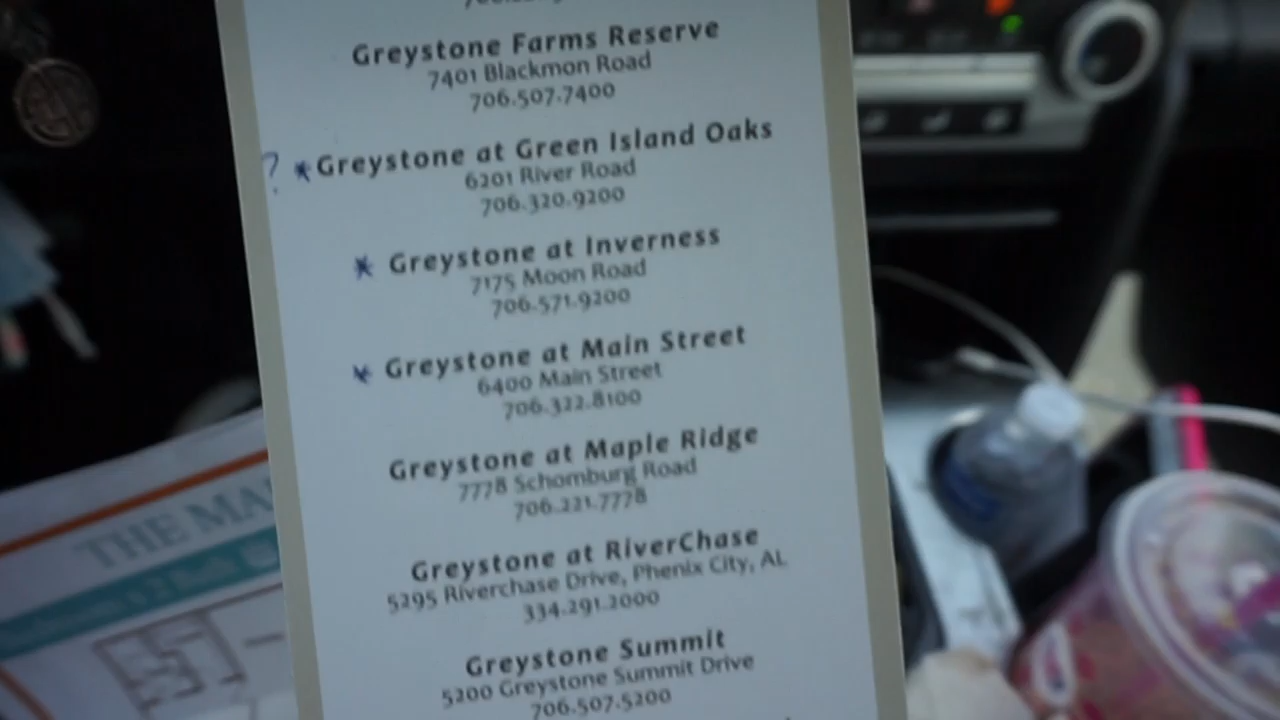 Greystone Farms Reserve
7401 Blackmon Road
706.507.7400
? *Greystone at Green Island Oaks
6201 River Road
706.320.9200
* Greystone at Inverness
7175 Moon Road
706.571.9200
* Greystone at Main Street
6400 Main Street
706.322.8100
Greystone at Maple Ridge
7778 Schomburg Road
706.221.7778
Greystone at RiverChase
5295 Riverchase Drive, Phenix City, AL
334.291.2000
Greystone Summit
5200 Greystone Summit Drive
706.507.5200
THE MA